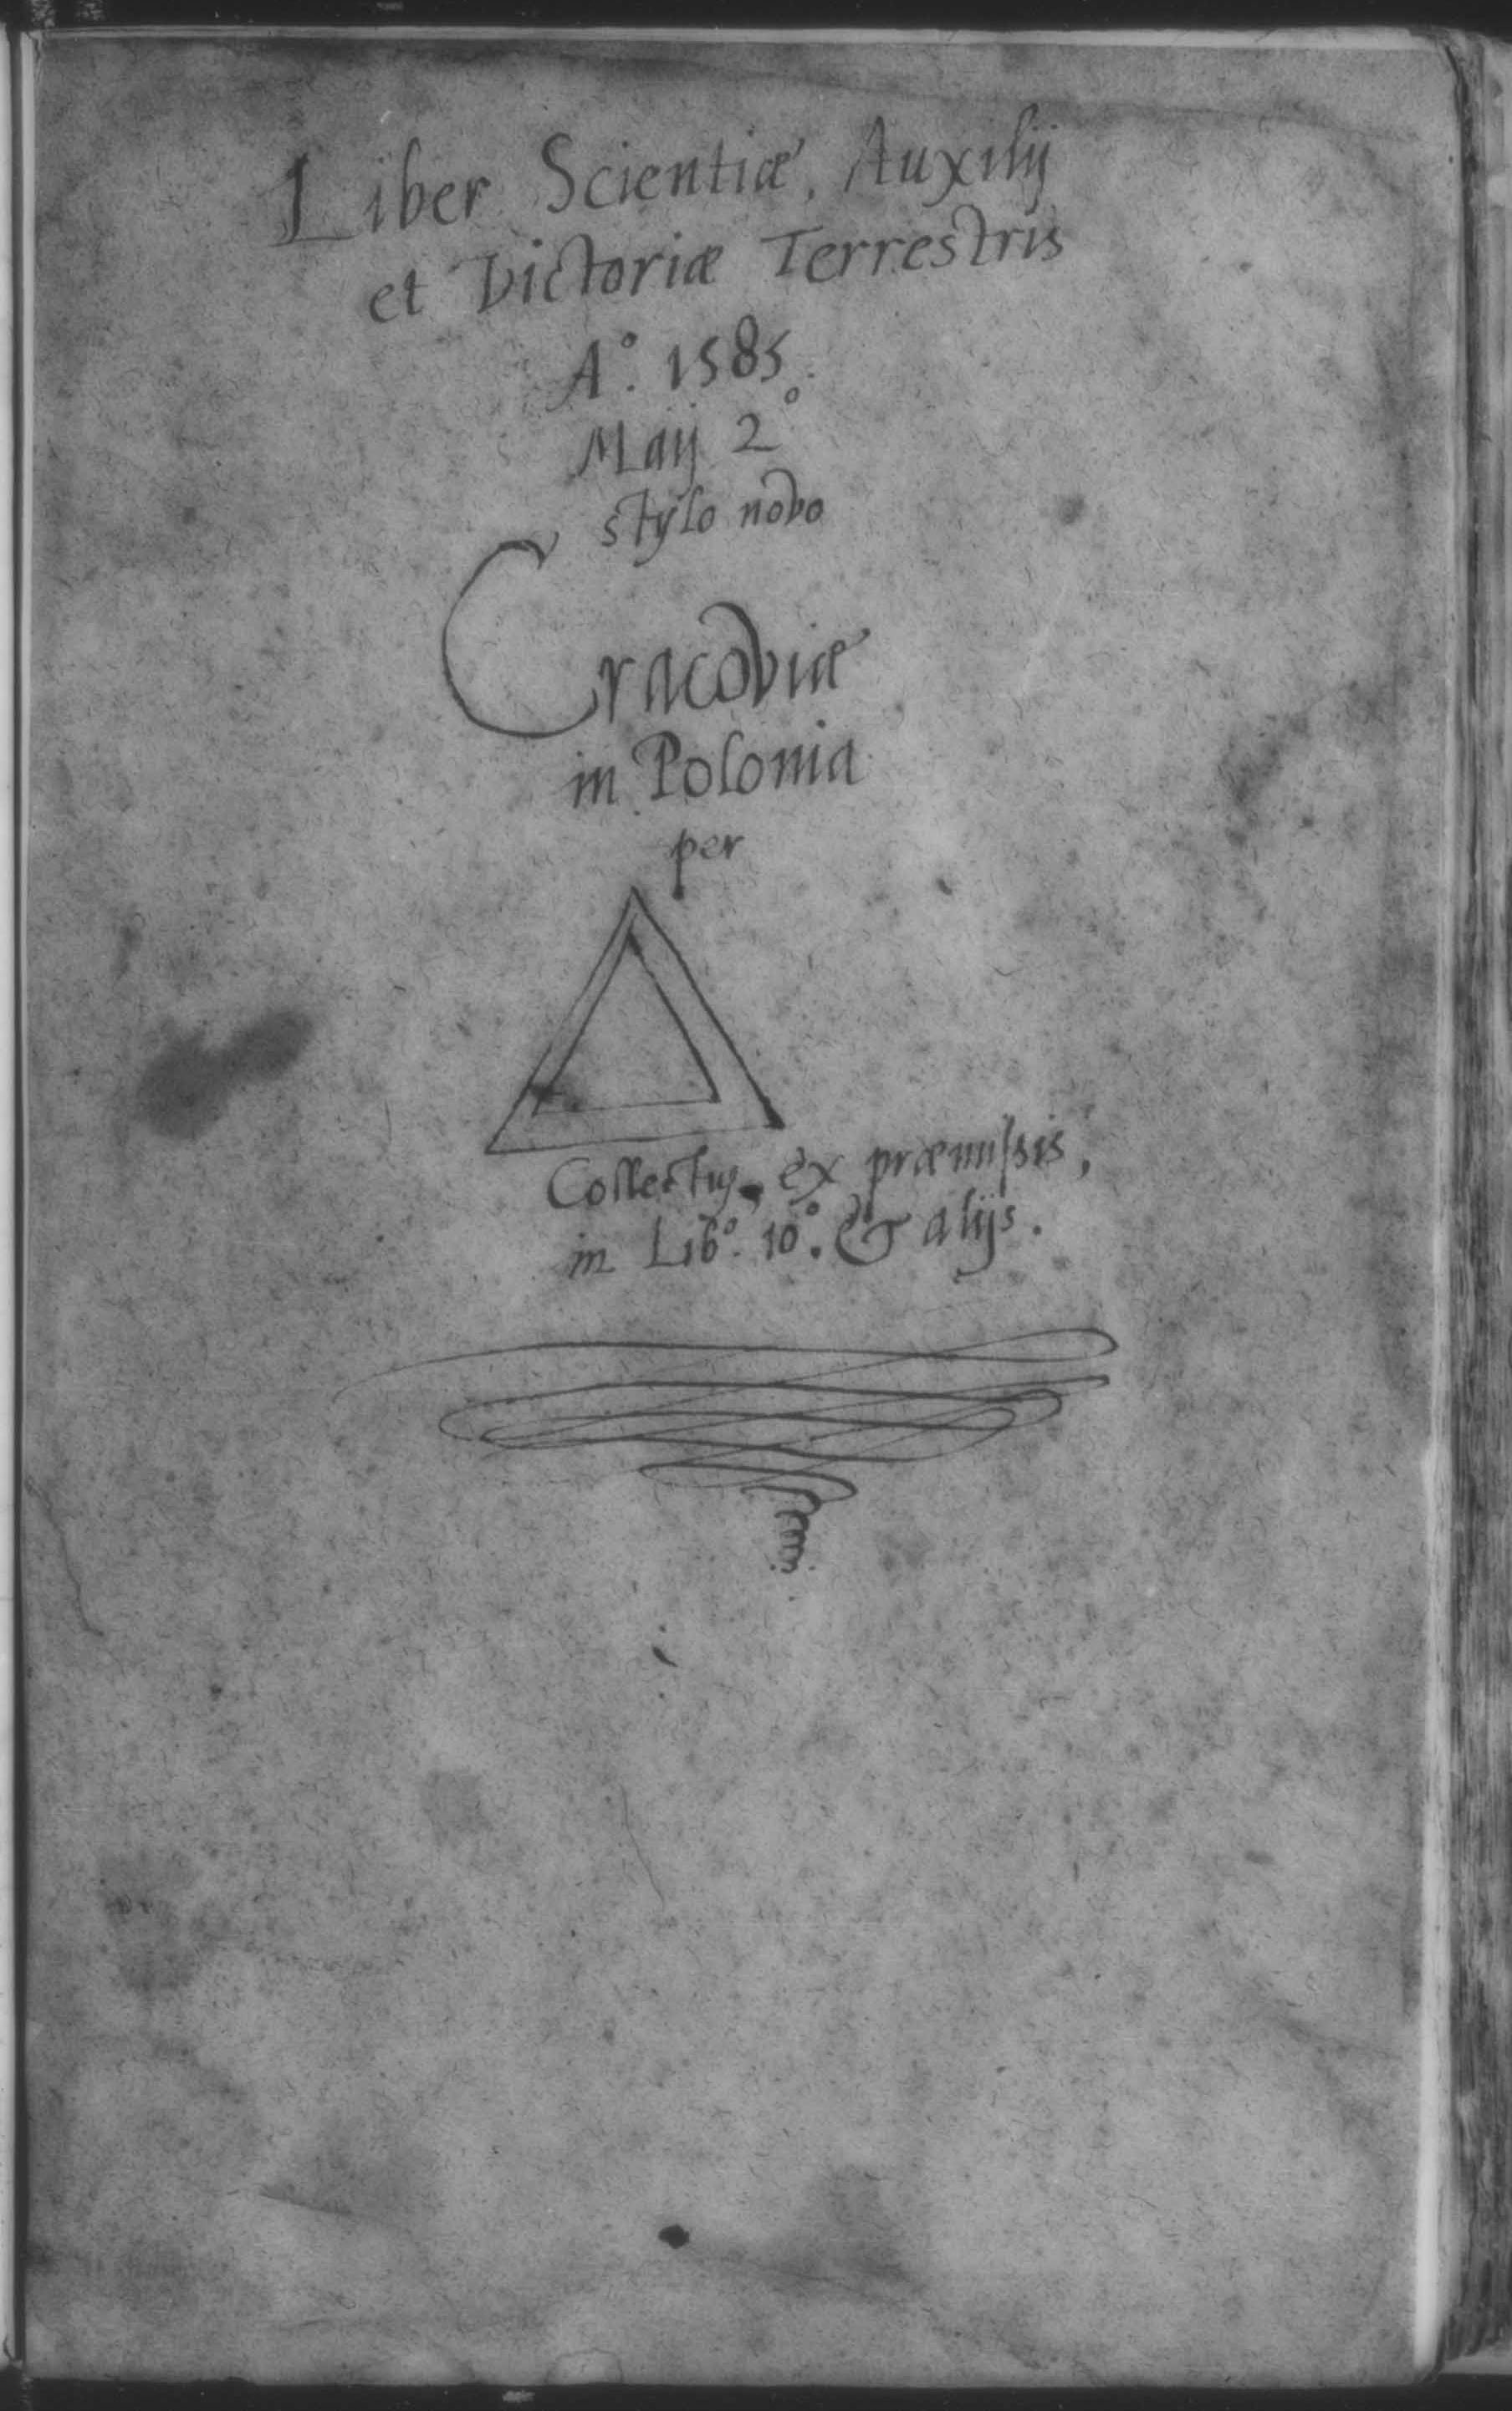 Liber Scientiæ, Auxilij
et Victoriæ Terrestris
A°. 1585.
Maij 2°
stylo novo
Cracoviæ
in Polonia
per
Collectus, ex præmissis,
in Lib°. 10°. & alijs.